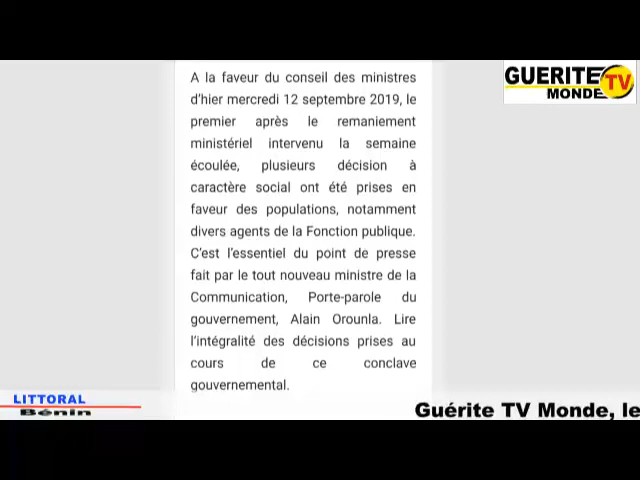 A la faveur du conseil des ministres
d'hier mercredi 12 septembre 2019, le
premier après le remaniement
ministériel intervenu la semaine
écoulée, plusieurs décision à
caractère social ont été prises en
faveur des populations, notamment
divers agents de la Fonction publique.
C'est l'essentiel du point de presse
fait par le tout nouveau ministre de la
Communication, Porte-parole du
gouvernement, Alain Orounla. Lire
l'intégralité des décisions prises au
cours de ce conclave
gouvernemental.
GUERITE TV
MONDE
LITTORAL
Bénin
Guérite TV Monde, le